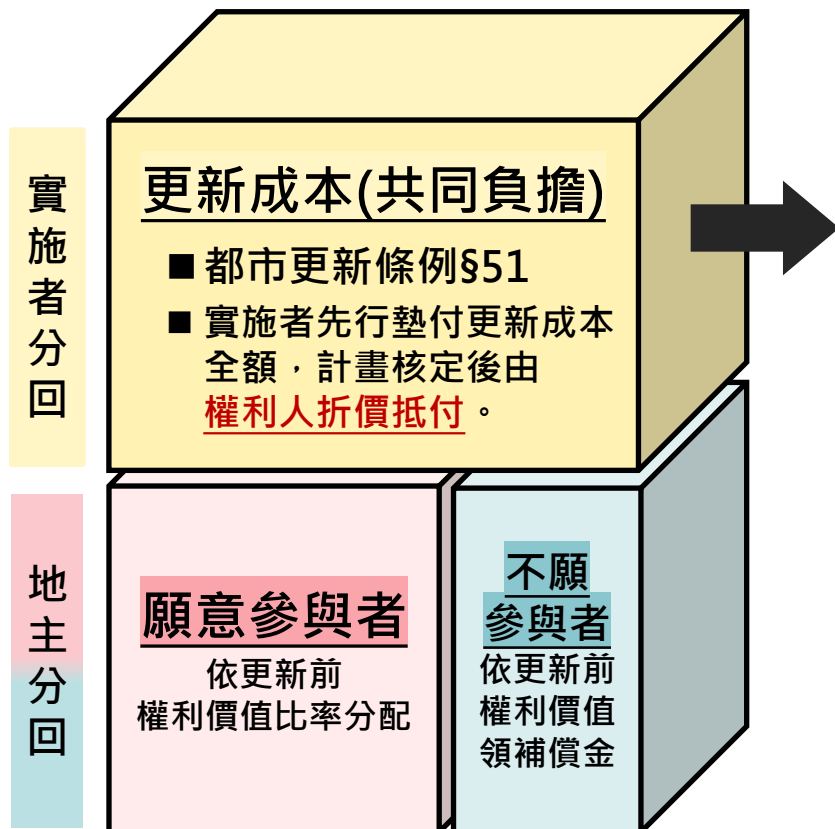 實施者分回
更新成本(共同負擔)
■ 都市更新條例§51
■ 實施者先行墊付更新成本
全額，計畫核定後由
權利人折價抵付。
地主分回
願意參與者
依更新前
權利價值比率分配
不願
參與者
依更新前
權利價值
領補償金